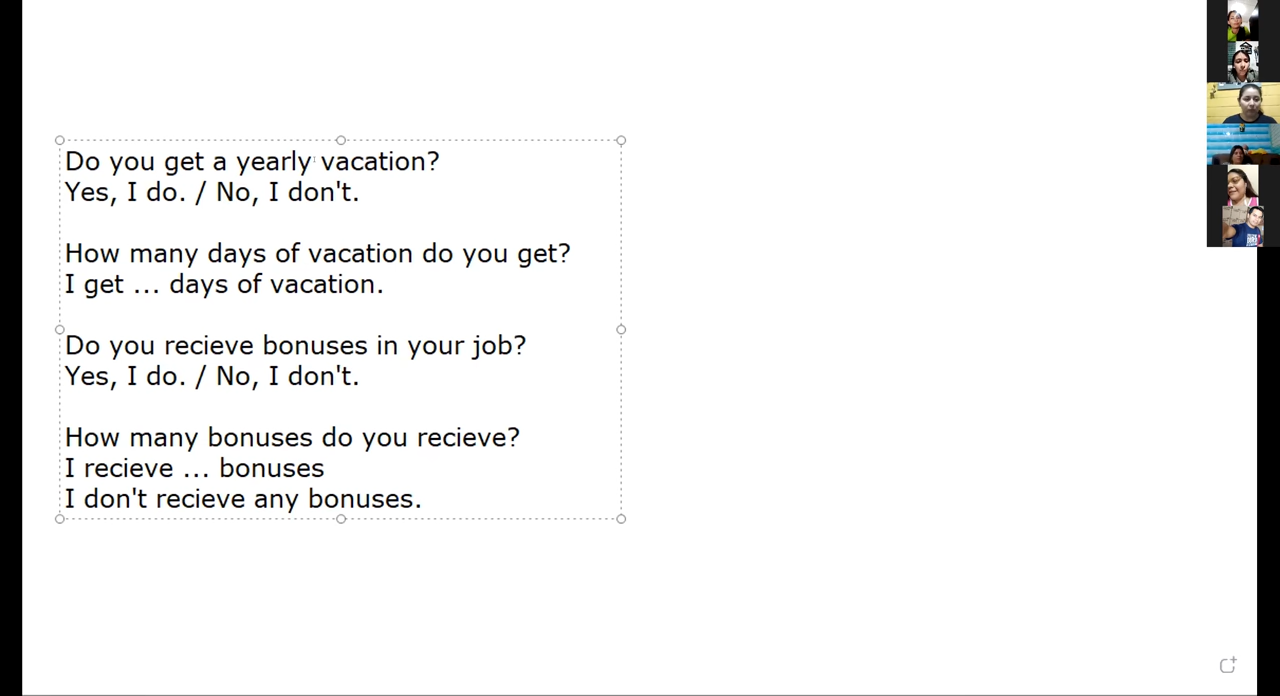 Do you get a yearly vacation?
Yes, I do. / No, I don't.
How many days of vacation do you get?
I get ... days of vacation.
Do you recieve bonuses in your job?
Yes, I do. / No, I don't.
How many bonuses do you recieve?
I recieve ... bonuses
I don't recieve any bonuses.